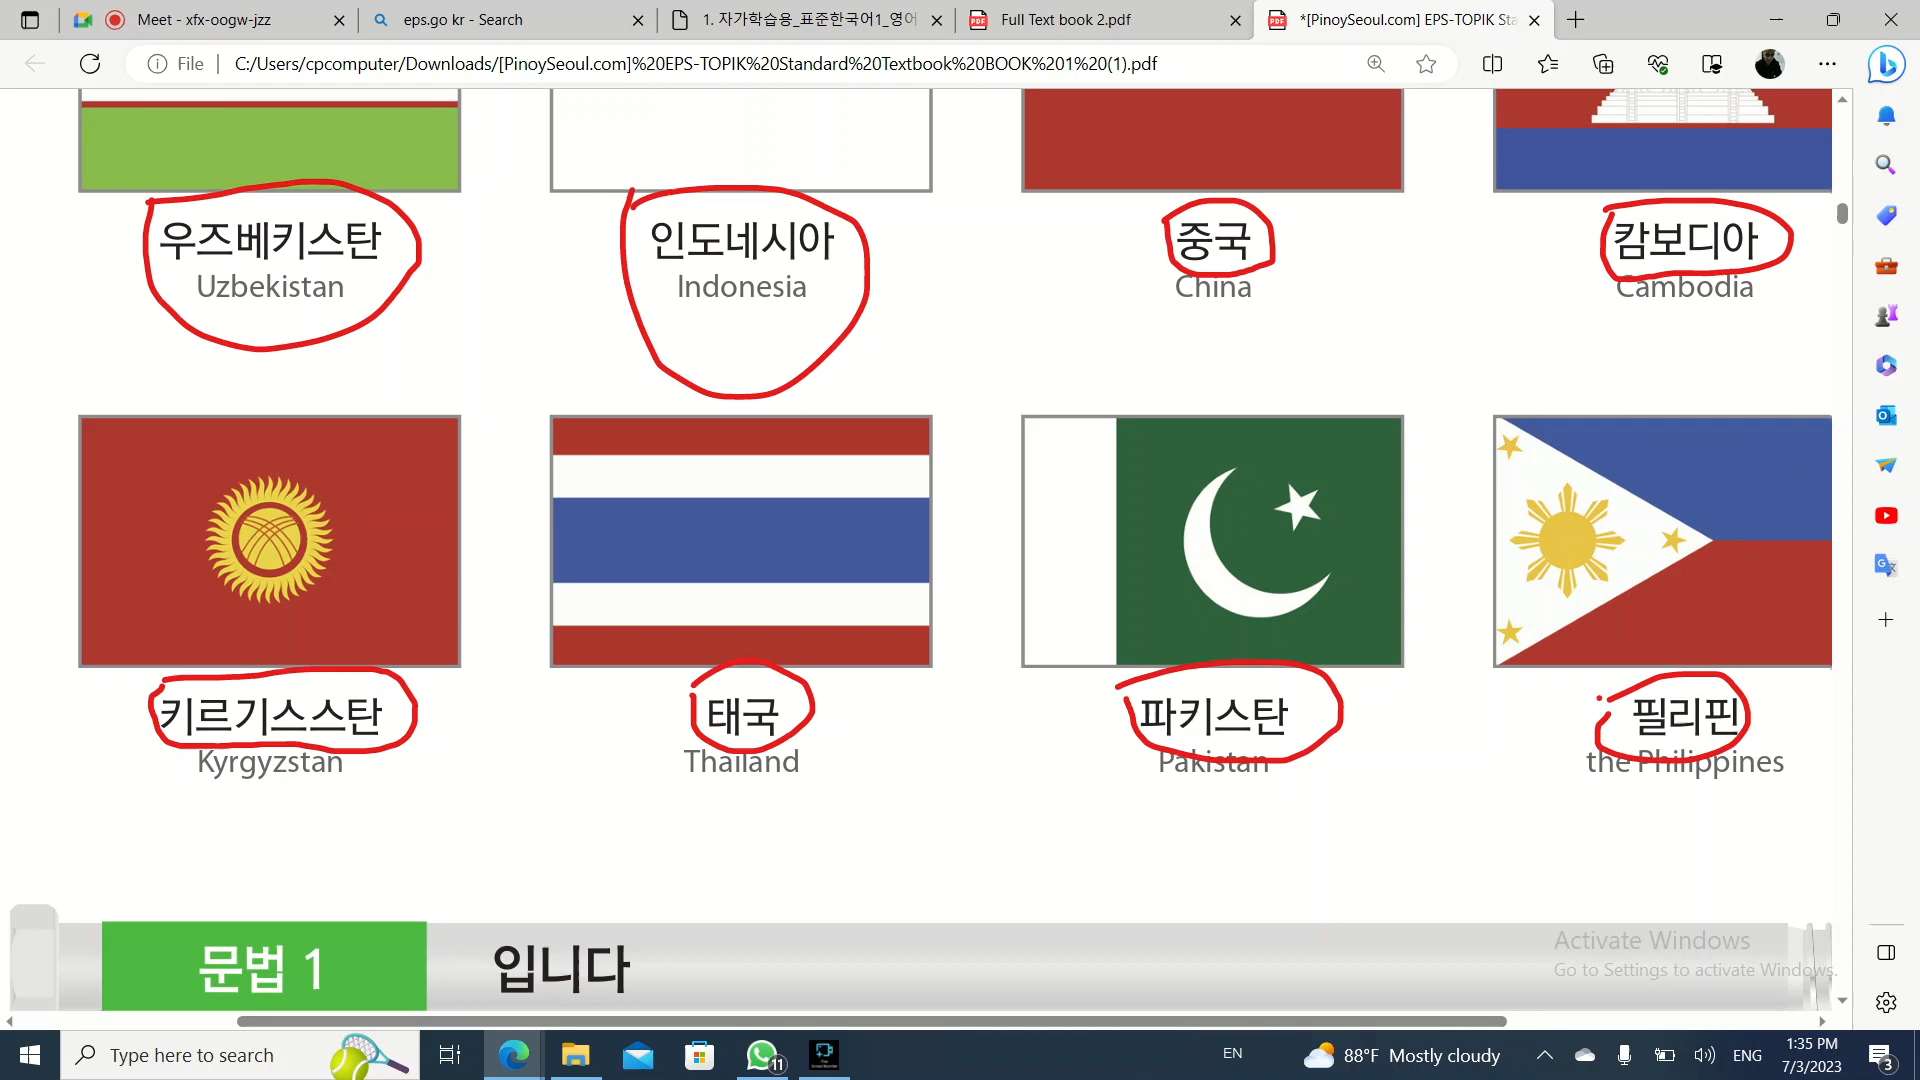 Meet - xfx-oogw-jzz
eps.go kr - Search
1. 자가학습용_표준한국어1_영어
Full Text book 2.pdf
*[PinoySeoul.com] EPS-TOPIK Sta
File
C:/Users/cpcomputer/Downloads/[PinoySeoul.com]%20EPS-TOPIK%20Standard%20Textbook%20BOOK%201%20(1).pdf
우즈베키스탄 인도네시아 중국 캄보디아
Uzbekistan Indonesia China Cambodia
키르기스스탄 태국 파키스탄 필리핀
Kyrgyzstan Thailand Pakistan the Philippines
문법 1 입니다
Activate Windows
Go to Settings to activate Windows.
Type here to search
11
EN
88°F Mostly cloudy
ENG
1:35 PM
7/3/2023
3